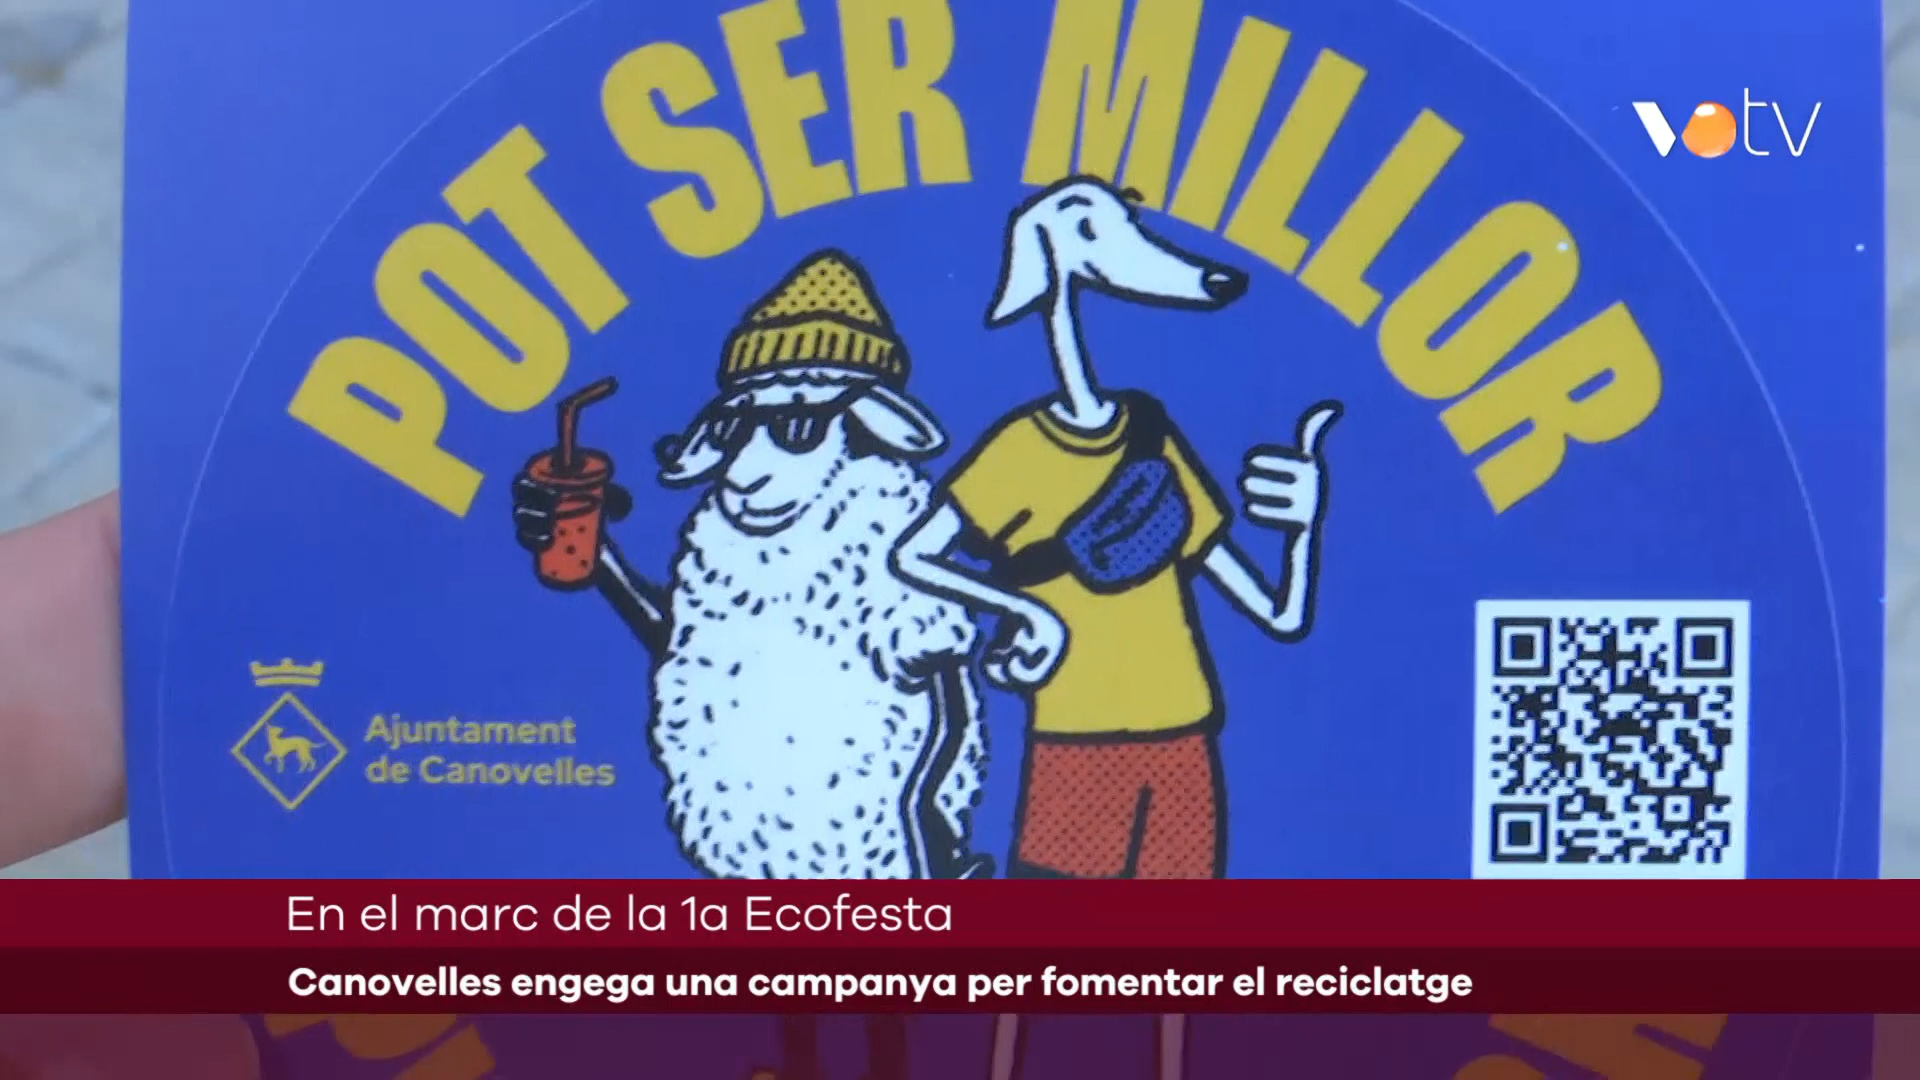 POT SER MILLOR
votv
Ajuntament
de Canovelles
En el marc de la 1a Ecofesta
Canovelles engega una campanya per fomentar el reciclatge